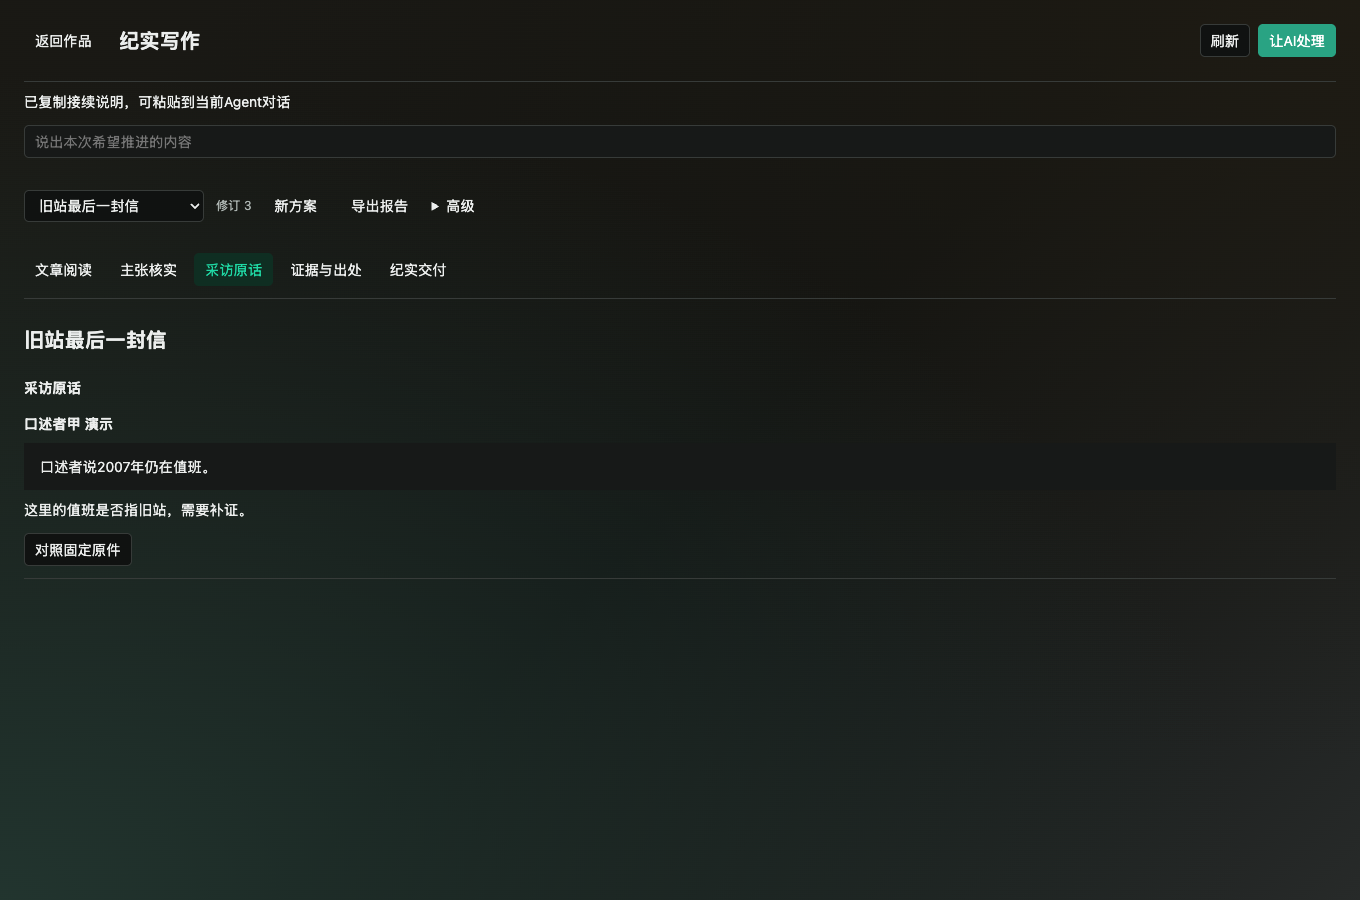 返回作品 纪实写作 刷新 让AI处理
已复制接续说明，可粘贴到当前Agent对话
说出本次希望推进的内容
旧站最后一封信 修订 3 新方案 导出报告 ▶ 高级
文章阅读 主张核实 采访原话 证据与出处 纪实交付
旧站最后一封信
采访原话
口述者甲 演示
口述者说2007年仍在值班。
这里的值班是否指旧站，需要补证。
对照固定原件